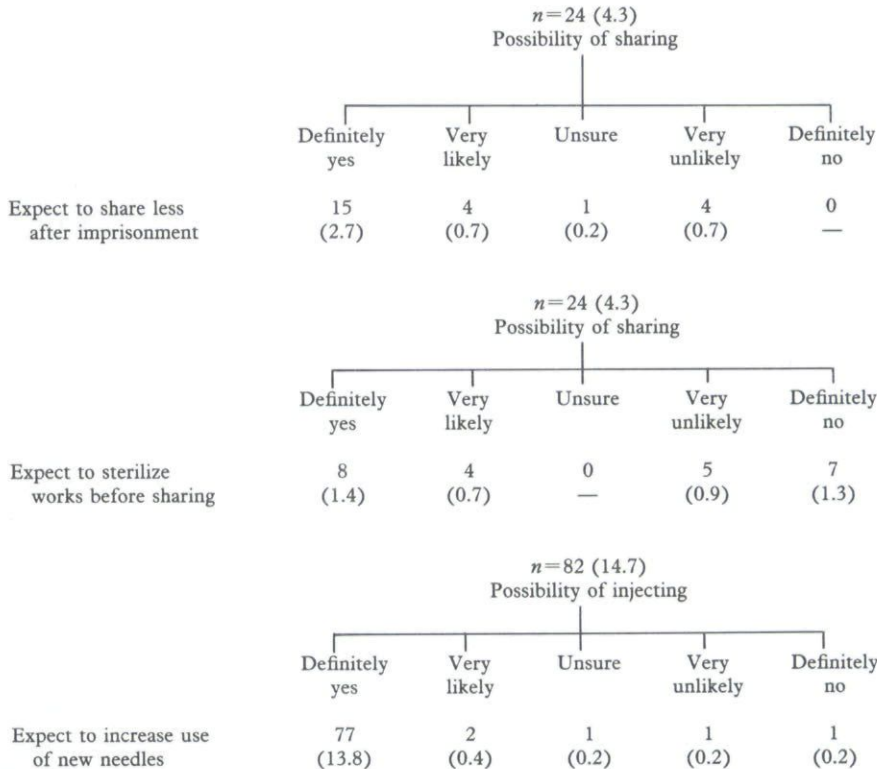 n=24 (4.3)
Possibility of sharing
Definitely Very Unsure Very Definitely
yes likely unlikely no
Expect to share less 15 4 1 4 0
after imprisonment (2.7) (0.7) (0.2) (0.7) —
n=24 (4.3)
Possibility of sharing
Definitely Very Unsure Very Definitely
yes likely unlikely no
Expect to sterilize 8 4 0 5 7
works before sharing (1.4) (0.7) — (0.9) (1.3)
n=82 (14.7)
Possibility of injecting
Definitely Very Unsure Very Definitely
yes likely unlikely no
Expect to increase use 77 2 1 1 1
of new needles (13.8) (0.4) (0.2) (0.2) (0.2)